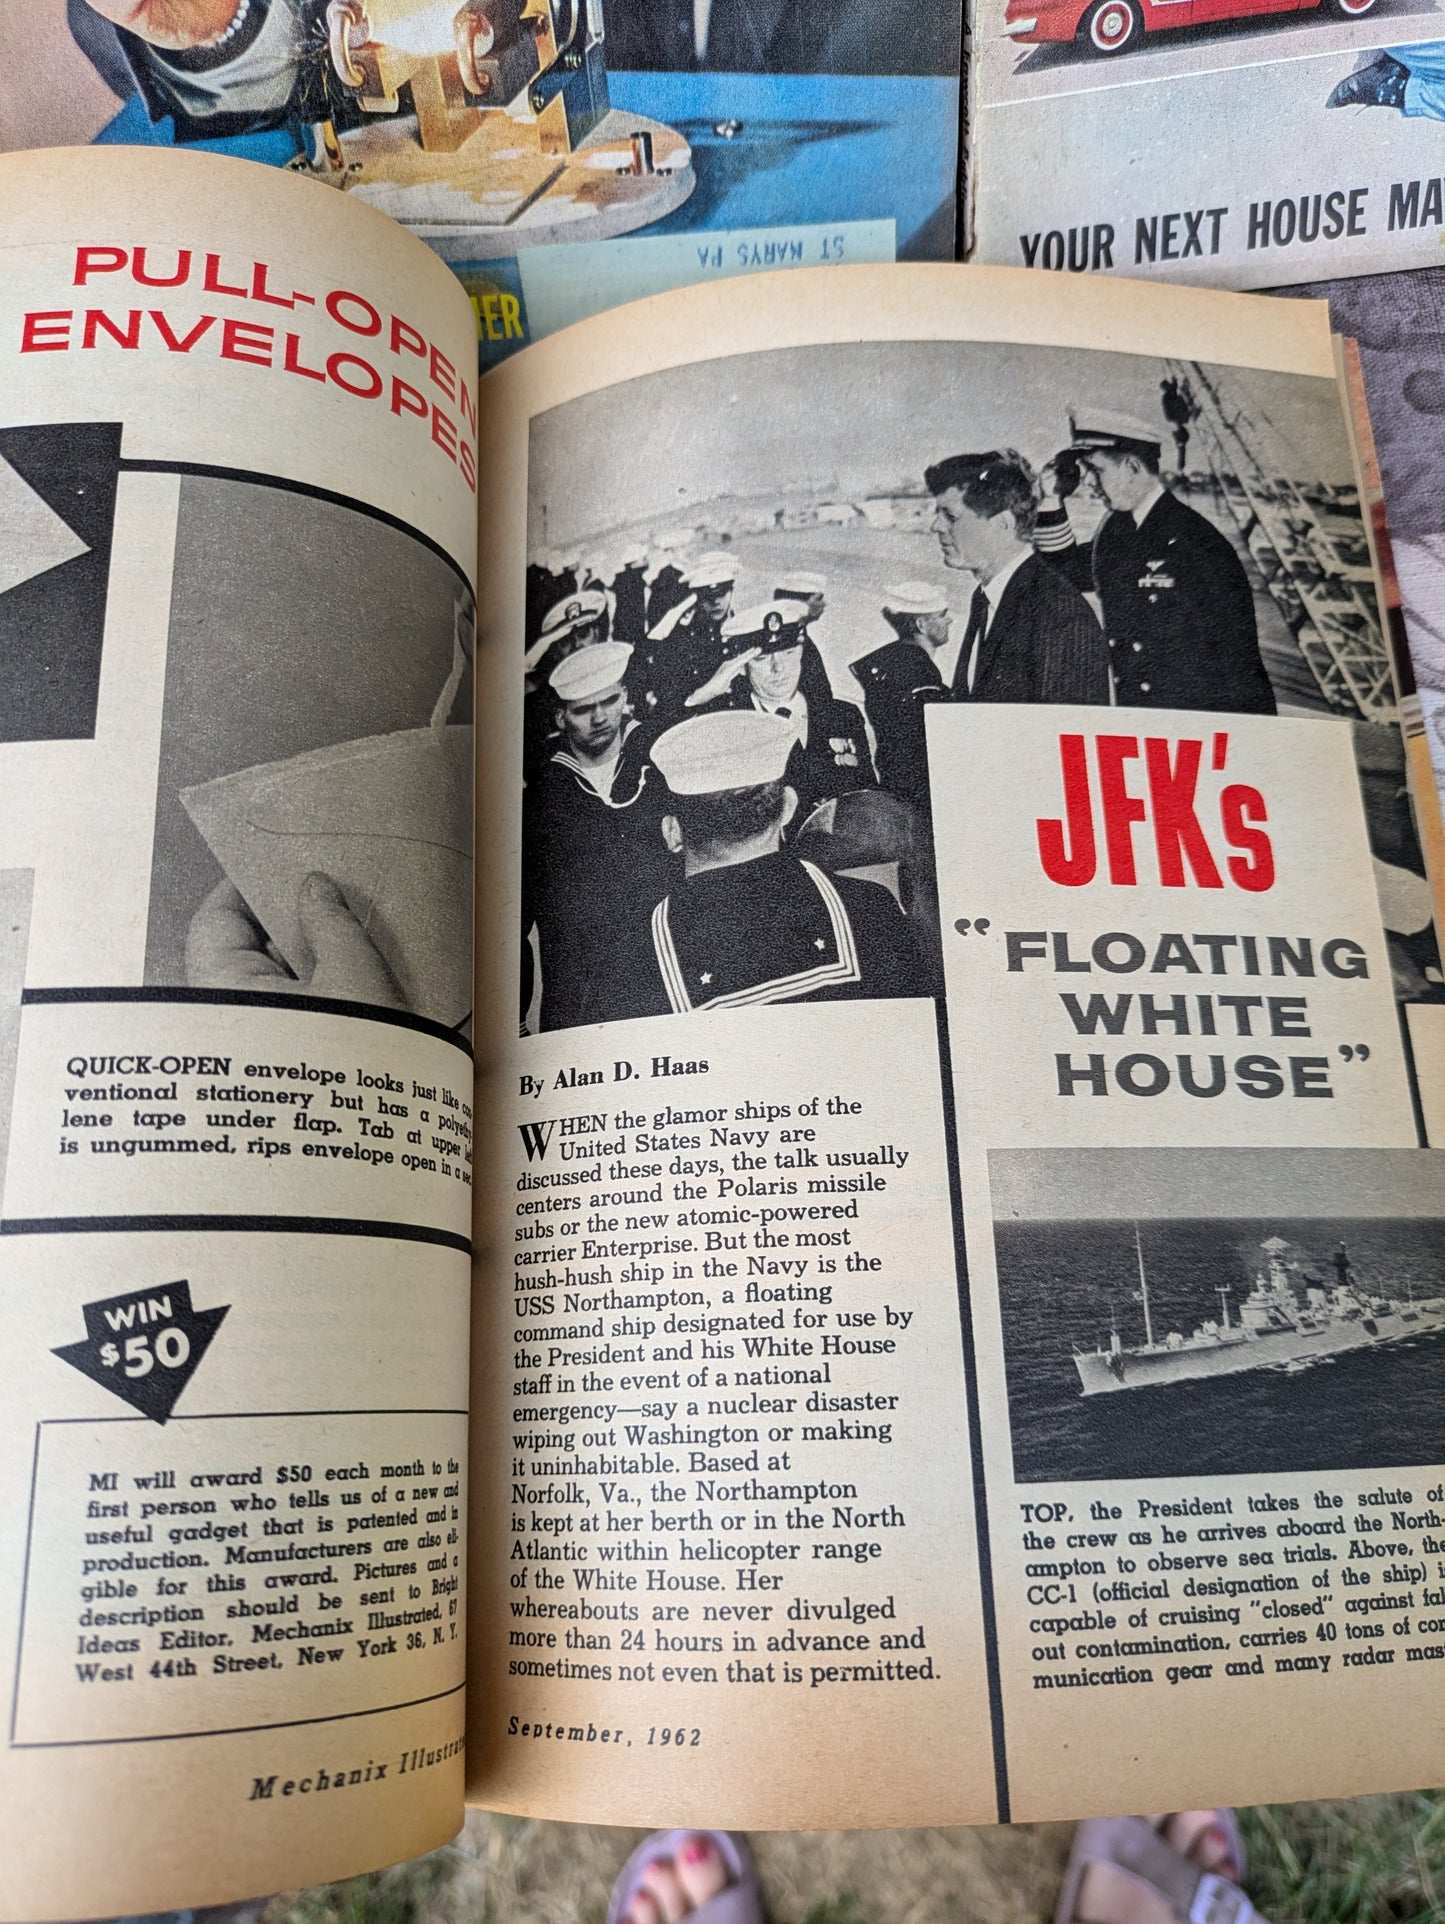 YOUR NEXT HOUSE
ST MARYS PA
PULL-OPEN
ENVELOPES
QUICK-OPEN envelope looks just like
ventional stationery but has a
lene tape under flap. Tab at upper
is ungummed, rips envelope open in a
WIN
$50
MI will award $50 each month to the
first person who tells us of a new and
useful gadget that is patented and in
production. Manufacturers are also eli-
gible for this award. Pictures and a
description should be sent to Bright
Ideas Editor, Mechanix Illustrated, 67
West 44th Street, New York 36, N. Y.
Mechanix
JFK's
"FLOATING
WHITE
HOUSE"
By Alan D. Haas
WHEN the glamor ships of the
United States Navy are
discussed these days, the talk usually
centers around the Polaris missile
subs or the new atomic-powered
carrier Enterprise. But the most
hush-hush ship in the Navy is the
USS Northampton, a floating
command ship designated for use by
the President and his White House
staff in the event of a national
emergency—say a nuclear disaster
wiping out Washington or making
it uninhabitable. Based at
Norfolk, Va., the Northampton
is kept at her berth or in the North
Atlantic within helicopter range
of the White House. Her
whereabouts are never divulged
more than 24 hours in advance and
sometimes not even that is permitted.
September, 1962
TOP, the President takes the salute of
the crew as he arrives aboard the North-
ampton to observe sea trials. Above, the
CC-1 (official designation of the ship)
capable of cruising "closed" against
out contamination, carries 40 tons of
munication gear and many radar